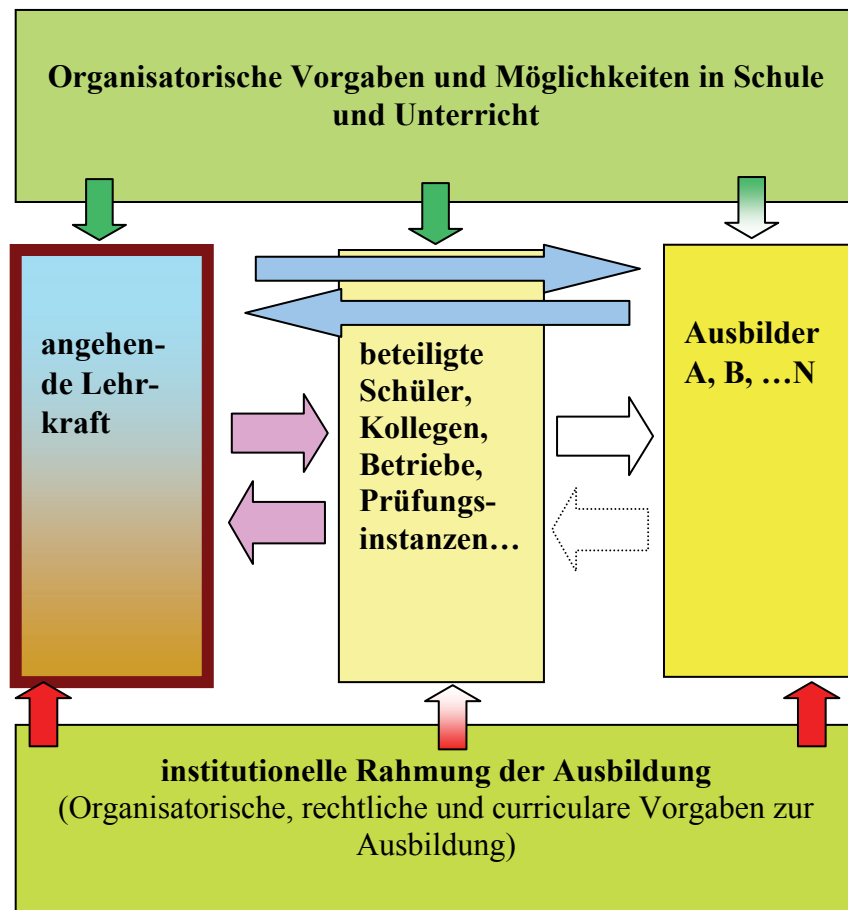 Organisatorische Vorgaben und Möglichkeiten in Schule
und Unterricht
angehen-
de Lehr-
kraft
beteiligte
Schüler,
Kollegen,
Betriebe,
Prüfungs-
instanzen…
Ausbilder
A, B, …N
institutionelle Rahmung der Ausbildung
(Organisatorische, rechtliche und curriculare Vorgaben zur
Ausbildung)